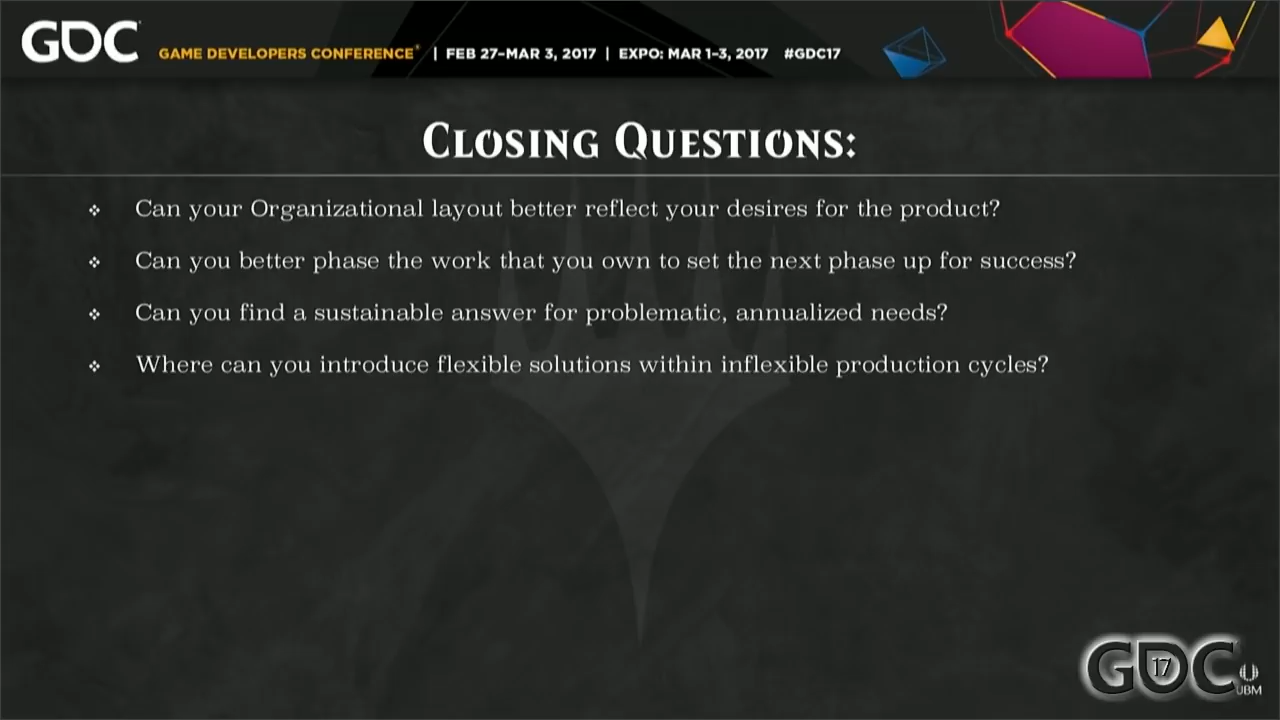 GDC
GAME DEVELOPERS CONFERENCE® | FEB 27–MAR 3, 2017 | EXPO: MAR 1–3, 2017 #GDC17
Closing Questions:
❖ Can your Organizational layout better reflect your desires for the product?
❖ Can you better phase the work that you own to set the next phase up for success?
❖ Can you find a sustainable answer for problematic, annualized needs?
❖ Where can you introduce flexible solutions within inflexible production cycles?
GDC 17
UBM